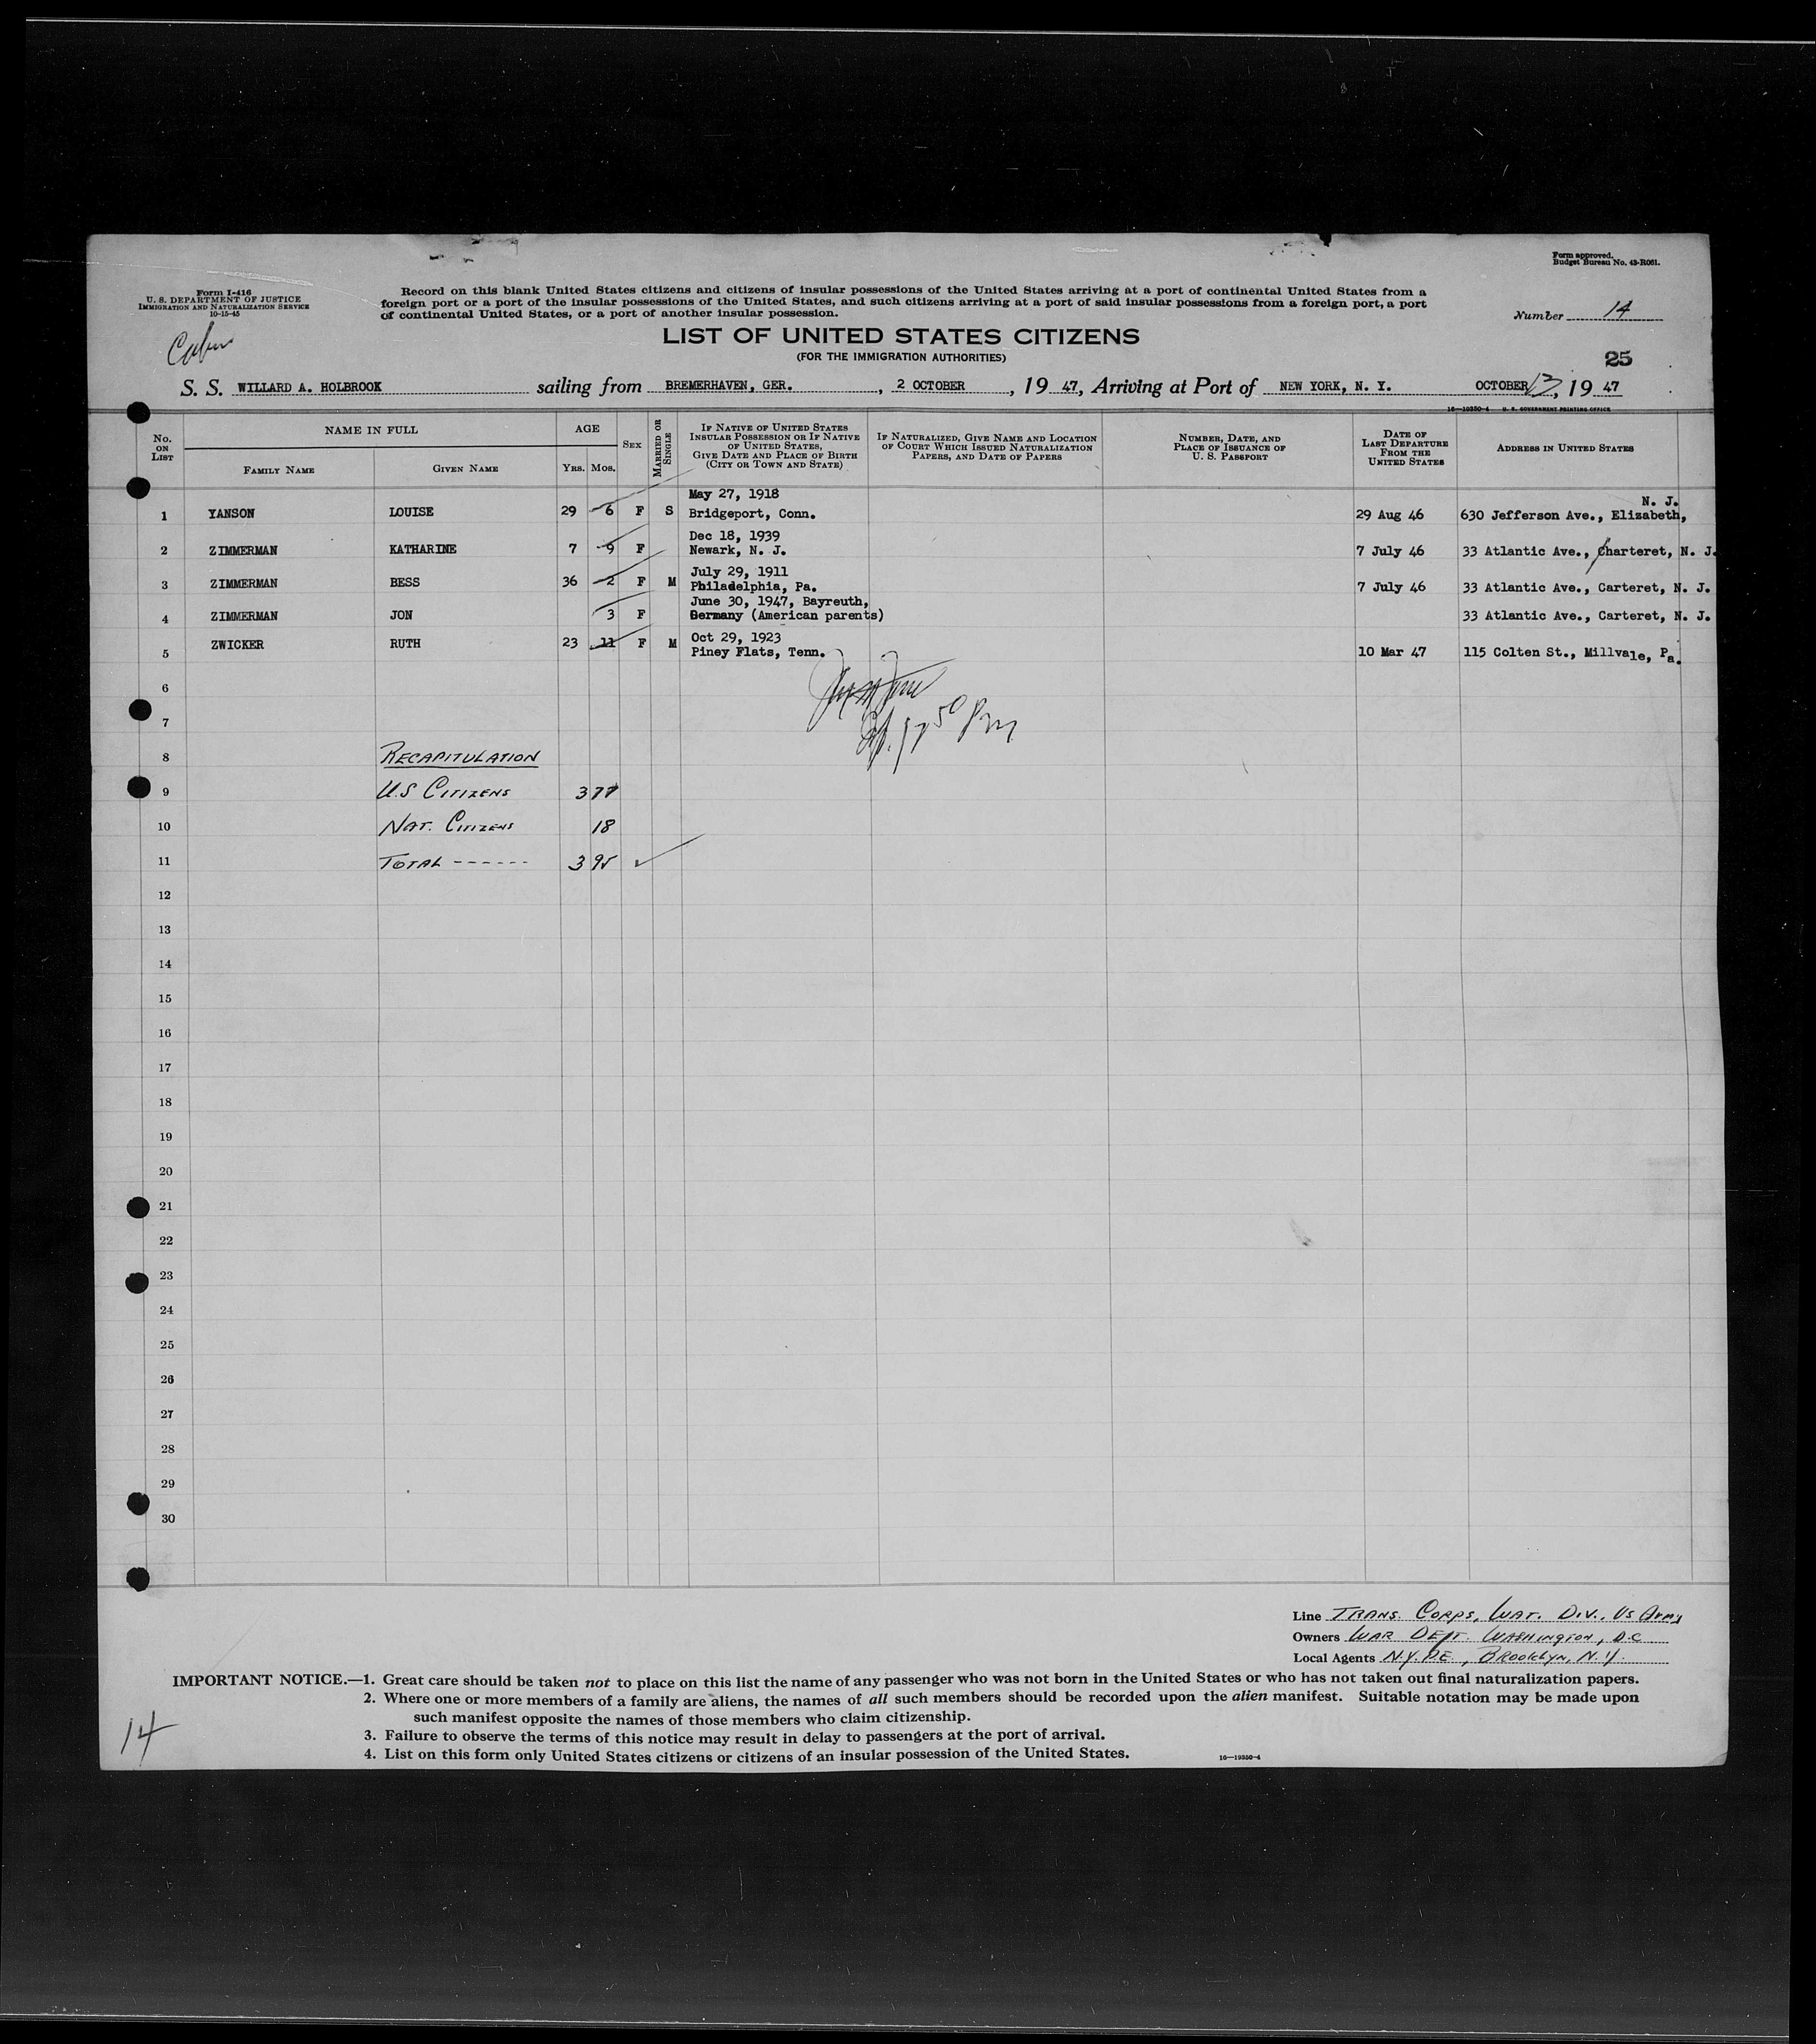 Form approved.
Budget Bureau No. 43-R061.
Form I-416
U. S. DEPARTMENT OF JUSTICE
IMMIGRATION AND NATURALIZATION SERVICE
10-15-45
Record on this blank United States citizens and citizens of insular possessions of the United States arriving at a port of continental United States from a
foreign port or a port of the insular possessions of the United States, and such citizens arriving at a port of said insular possessions from a foreign port, a port
of continental United States, or a port of another insular possession.
Number 14
LIST OF UNITED STATES CITIZENS
(FOR THE IMMIGRATION AUTHORITIES)
25
S. S. WILLARD A. HOLBROOK sailing from BREMERHAVEN, GER., 2 OCTOBER, 19 47, Arriving at Port of NEW YORK, N. Y. OCTOBER 13, 19 47
16—19350-4 U. S. GOVERNMENT PRINTING OFFICE
No. ON LIST
NAME IN FULL
FAMILY NAME
GIVEN NAME
AGE
YRS. MOS.
SEX
MARRIED OR SINGLE
IF NATIVE OF UNITED STATES
INSULAR POSSESSION OR IF NATIVE
OF UNITED STATES,
GIVE DATE AND PLACE OF BIRTH
(CITY OR TOWN AND STATE)
IF NATURALIZED, GIVE NAME AND LOCATION
OF COURT WHICH ISSUED NATURALIZATION
PAPERS, AND DATE OF PAPERS
NUMBER, DATE, AND
PLACE OF ISSUANCE OF
U. S. PASSPORT
DATE OF
LAST DEPARTURE
FROM THE
UNITED STATES
ADDRESS IN UNITED STATES
May 27, 1918 N. J.
1 YANSON LOUISE 29 6 F S Bridgeport, Conn. 29 Aug 46 630 Jefferson Ave., Elizabeth,
Dec 18, 1939
2 ZIMMERMAN KATHARINE 7 9 F Newark, N. J. 7 July 46 33 Atlantic Ave., Charteret, N. J.
July 29, 1911
3 ZIMMERMAN BESS 36 2 F M Philadelphia, Pa. 7 July 46 33 Atlantic Ave., Carteret, N. J.
June 30, 1947, Bayreuth,
4 ZIMMERMAN JON 3 F Germany (American parents) 33 Atlantic Ave., Carteret, N. J.
Oct 29, 1923
5 ZWICKER RUTH 23 11 F M Piney Flats, Tenn. 10 Mar 47 115 Colten St., Millvale, Pa.
6
7
8 RECAPITULATION
9 U.S CITIZENS 377
10 NAT. CITIZENS 18
11 TOTAL ------ 395
12
13
14
15
16
17
18
19
20
21
22
23
24
25
26
27
28
29
30
Line TRANS. CORPS, WAT. DIV., US Army
Owners WAR DEPT. WASHINGTON, D.C
Local Agents N.Y.P.E., BROOKLYN, N.Y.
IMPORTANT NOTICE.—1. Great care should be taken not to place on this list the name of any passenger who was not born in the United States or who has not taken out final naturalization papers.
2. Where one or more members of a family are aliens, the names of all such members should be recorded upon the alien manifest. Suitable notation may be made upon
such manifest opposite the names of those members who claim citizenship.
3. Failure to observe the terms of this notice may result in delay to passengers at the port of arrival.
4. List on this form only United States citizens or citizens of an insular possession of the United States.
16—19350-4
14